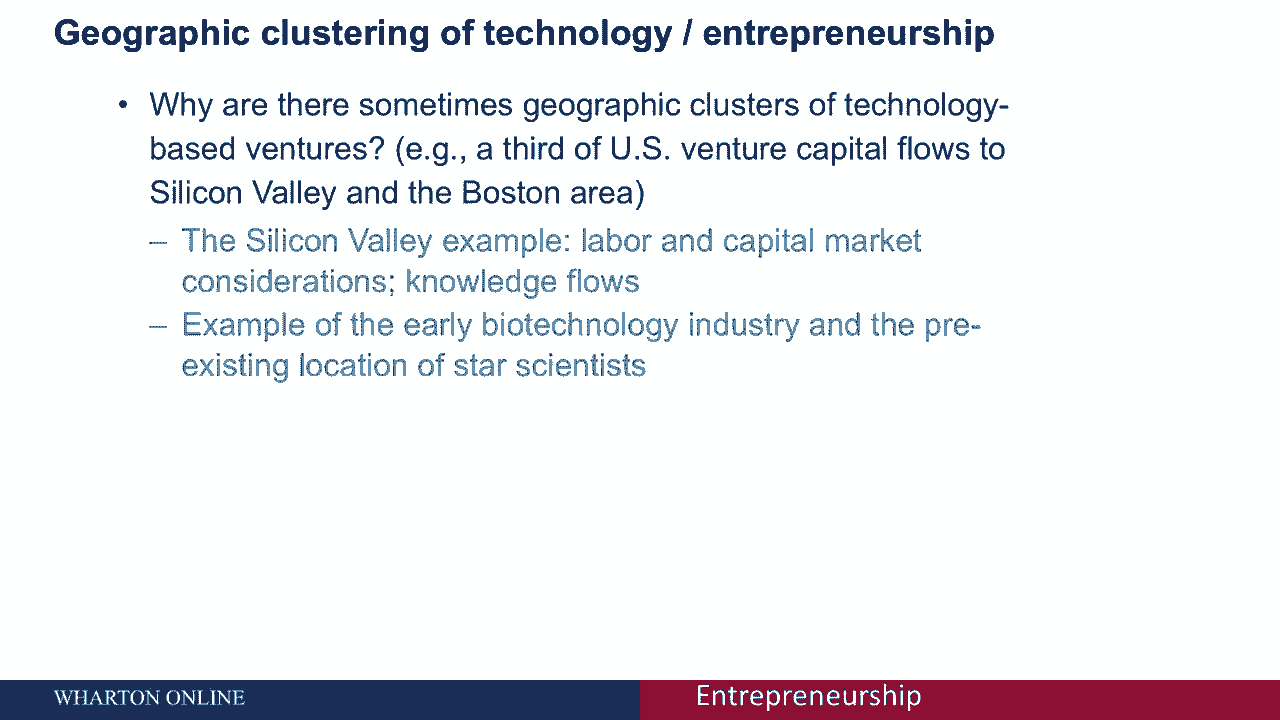 Geographic clustering of technology / entrepreneurship
• Why are there sometimes geographic clusters of technology-
based ventures? (e.g., a third of U.S. venture capital flows to
Silicon Valley and the Boston area)
– The Silicon Valley example: labor and capital market
considerations; knowledge flows
– Example of the early biotechnology industry and the pre-
existing location of star scientists
WHARTON ONLINE
Entrepreneurship